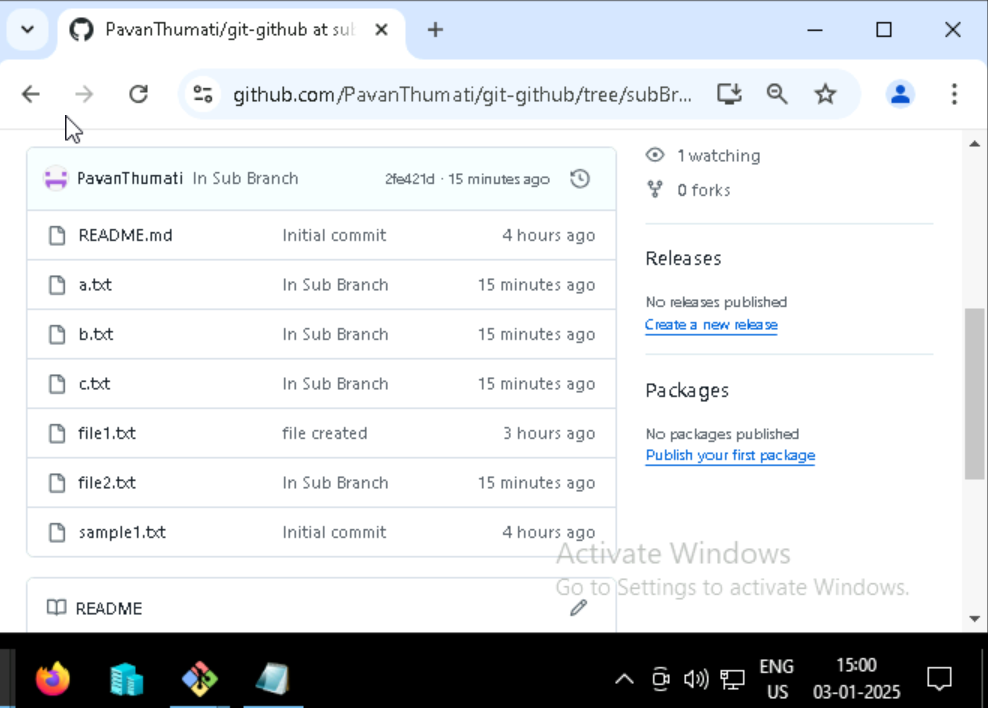 PavanThumati/git-github at sub
github.com/PavanThumati/git-github/tree/subBr...
PavanThumati In Sub Branch 2fe421d · 15 minutes ago
README.md Initial commit 4 hours ago
a.txt In Sub Branch 15 minutes ago
b.txt In Sub Branch 15 minutes ago
c.txt In Sub Branch 15 minutes ago
file1.txt file created 3 hours ago
file2.txt In Sub Branch 15 minutes ago
sample1.txt Initial commit 4 hours ago
README
1 watching
0 forks
Releases
No releases published
Create a new release
Packages
No packages published
Publish your first package
Activate Windows
Go to Settings to activate Windows.
ENG
US
15:00
03-01-2025